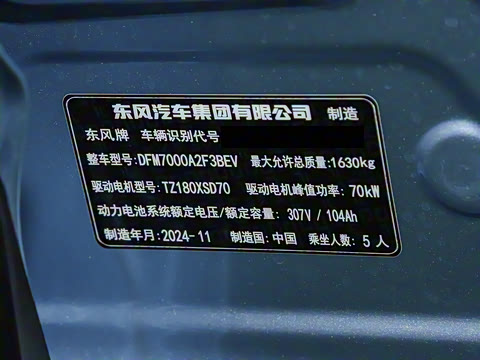 东风汽车集团有限公司 制造
东风牌 车辆识别代号
整车型号:DFM7000A2F3BEV 最大允许总质量:1630kg
驱动电机型号:TZ180XSD70 驱动电机峰值功率: 70kW
动力电池系统额定电压/额定容量: 307V / 104Ah
制造年月:2024-11 制造国: 中国 乘坐人数: 5 人